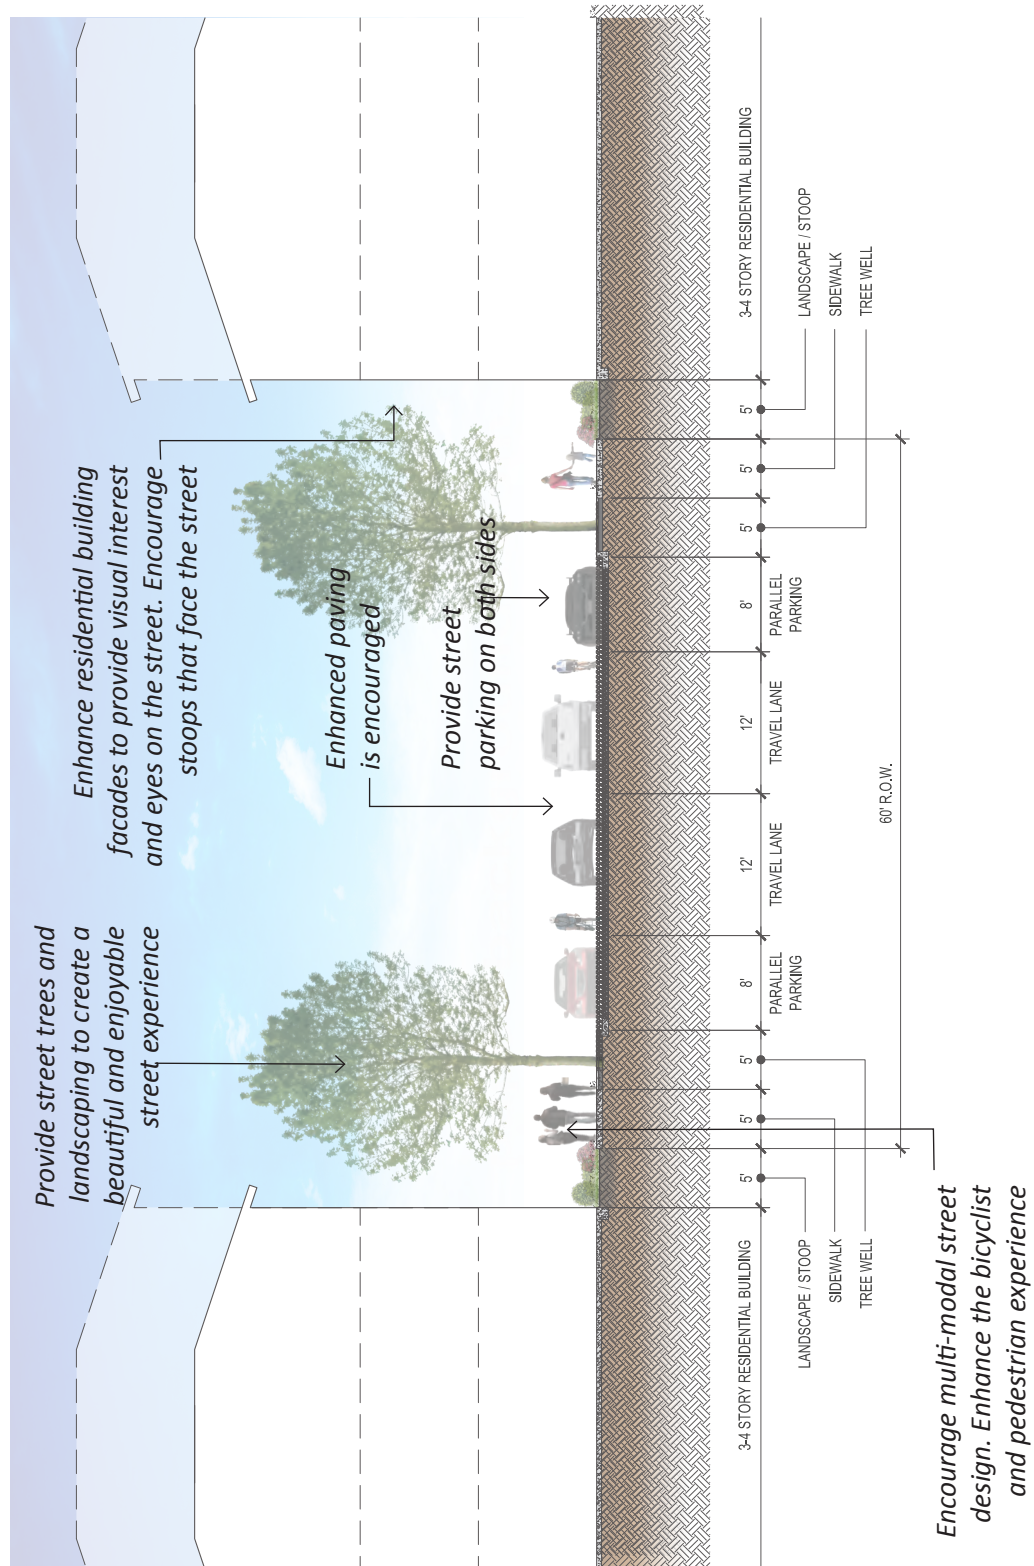 Provide street trees and
landscaping to create a
beautiful and enjoyable
street experience
Enhance residential building
facades to provide visual interest
and eyes on the street. Encourage
stoops that face the street
Enhanced paving
is encouraged
Provide street
parking on both sides
3-4 STORY RESIDENTIAL BUILDING
5'
5'
5'
8'
PARALLEL
PARKING
12'
TRAVEL LANE
12'
TRAVEL LANE
8'
PARALLEL
PARKING
5'
5'
5'
3-4 STORY RESIDENTIAL BUILDING
LANDSCAPE / STOOP
SIDEWALK
TREE WELL
LANDSCAPE / STOOP
SIDEWALK
TREE WELL
60' R.O.W.
Encourage multi-modal street
design. Enhance the bicyclist
and pedestrian experience